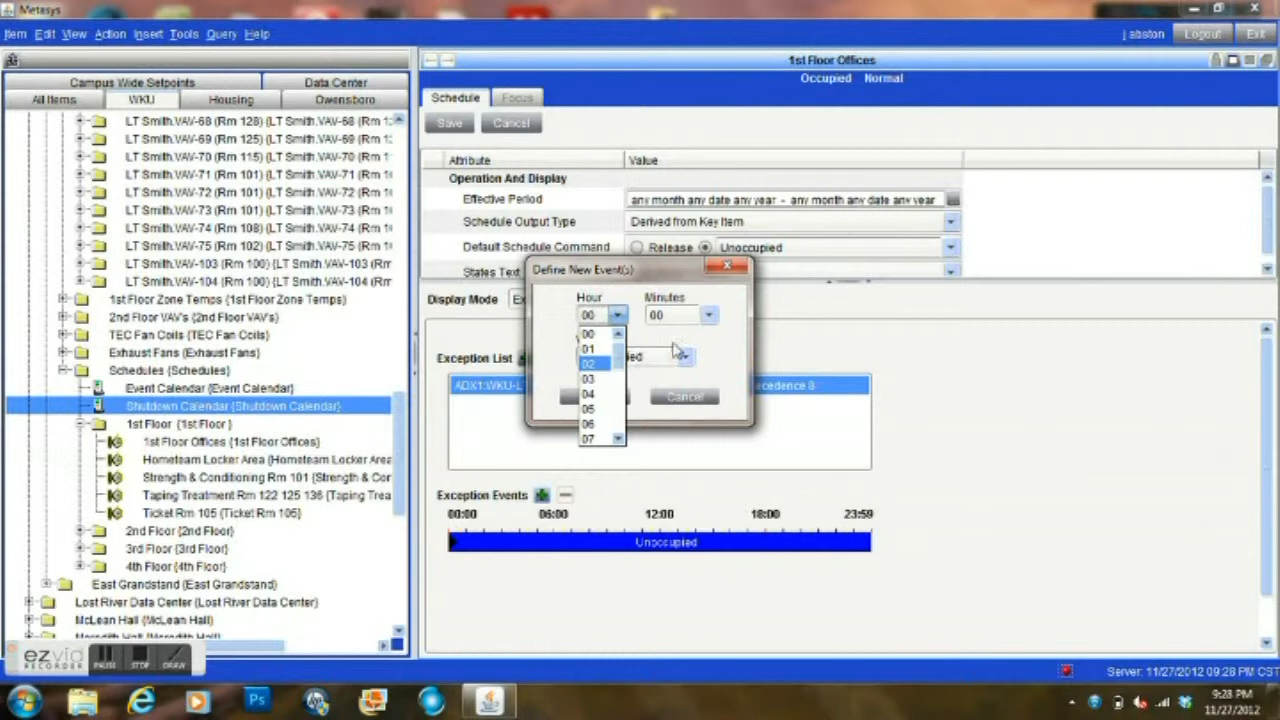 Metasys
Item Edit View Action Insert Tools Query Help
jabston Logout Exit
Campus Wide Setpoints Data Center
All Items WKU Housing Owensboro
LT Smith.VAV-68 (Rm 128) {LT Smith.VAV-68 (Rm 12
LT Smith.VAV-69 (Rm 125) {LT Smith.VAV-69 (Rm
LT Smith.VAV-70 (Rm 115) {LT Smith.VAV-70 (Rm
LT Smith.VAV-71 (Rm 101) {LT Smith.VAV-71 (Rm
LT Smith.VAV-72 (Rm 101) {LT Smith.VAV-72 (Rm
LT Smith.VAV-73 (Rm 101) {LT Smith.VAV-73 (Rm
LT Smith.VAV-74 (Rm 108) {LT Smith.VAV-74 (Rm
LT Smith.VAV-75 (Rm 102) {LT Smith.VAV-75 (Rm
LT Smith.VAV-103 (Rm 100) {LT Smith.VAV-103 (Rm
LT Smith.VAV-104 (Rm 100) {LT Smith.VAV-104 (Rm
1st Floor Zone Temps {1st Floor Zone Temps}
2nd Floor VAV's {2nd Floor VAV's}
TEC Fan Coils {TEC Fan Coils}
Exhaust Fans {Exhaust Fans}
Schedules {Schedules}
Event Calendar {Event Calendar}
Shutdown Calendar {Shutdown Calendar}
1st Floor {1st Floor }
1st Floor Offices {1st Floor Offices}
Hometeam Locker Area {Hometeam Locker Area
Strength & Conditioning Rm 101 {Strength & Cor
Taping Treatment Rm 122 125 136 {Taping Trea
Ticket Rm 105 {Ticket Rm 105}
2nd Floor {2nd Floor}
3rd Floor {3rd Floor}
4th Floor {4th Floor}
East Grandstand {East Grandstand}
Lost River Data Center {Lost River Data Center}
McLean Hall {McLean Hall}
Meredith Hall {Meredith Hall}
1st Floor Offices
Occupied Normal
Schedule Focus
Save Cancel
Attribute Value
Operation And Display
Effective Period any month any date any year - any month any date any year
Schedule Output Type Derived from Key Item
Default Schedule Command Release Unoccupied
States Text
Display Mode Ex
Define New Event(s)
Hour Minutes
00 00
00
01
02
03
04
05
06
07
ied
Cancel
Exception List
ADX1:WKU-L
ecedence 8
Exception Events
00:00 06:00 12:00 18:00 23:59
Unoccupied
ezvid
RECORDER
PAUSE STOP DRAW
Server: 11/27/2012 09:28 PM CST
Ps
9:28 PM
11/27/2012